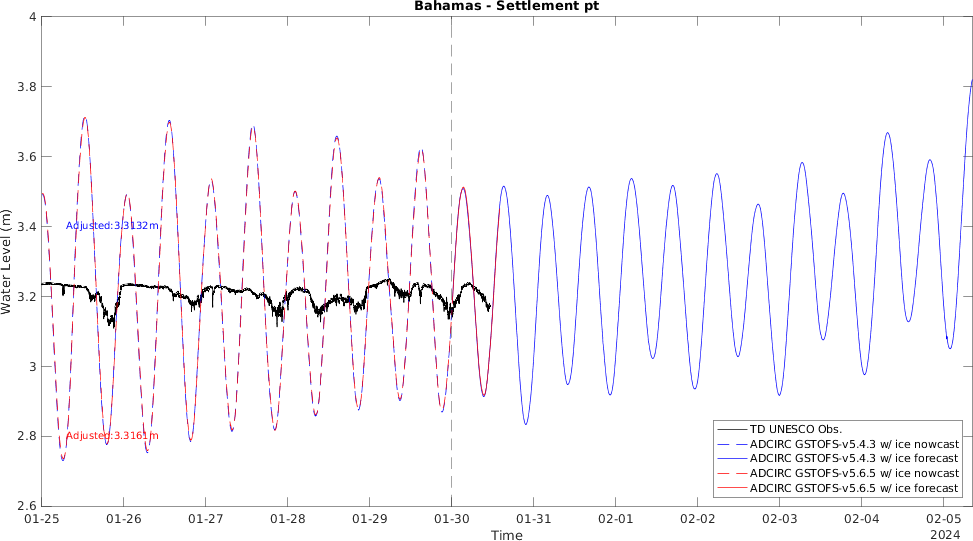 Bahamas - Settlement pt
4
3.8
3.6
3.4
3.2
3
2.8
2.6
Water Level (m)
Adjusted:3.3132m
Adjusted:3.3161m
TD UNESCO Obs.
ADCIRC GSTOFS-v5.4.3 w/ ice nowcast
ADCIRC GSTOFS-v5.4.3 w/ ice forecast
ADCIRC GSTOFS-v5.6.5 w/ ice nowcast
ADCIRC GSTOFS-v5.6.5 w/ ice forecast
01-25 01-26 01-27 01-28 01-29 01-30 01-31 02-01 02-02 02-03 02-04 02-05
Time
2024